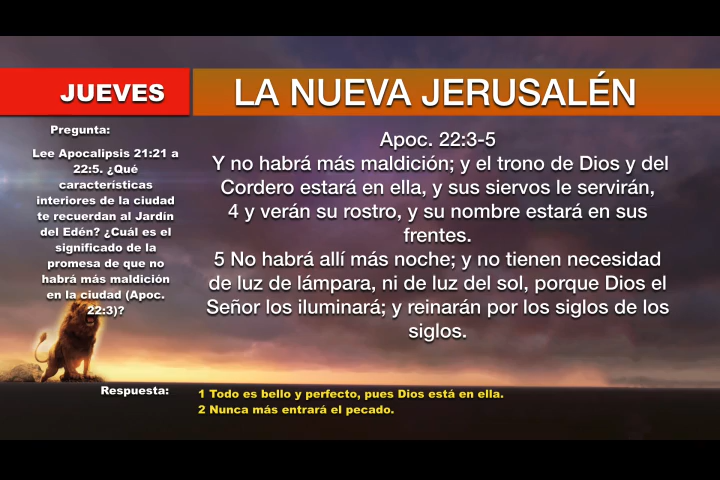 JUEVES
LA NUEVA JERUSALÉN
Pregunta:
Lee Apocalipsis 21:21 a
22:5. ¿Qué
características
interiores de la ciudad
te recuerdan al Jardín
del Edén? ¿Cuál es el
significado de la
promesa de que no
habrá más maldición
en la ciudad (Apoc.
22:3)?
Apoc. 22:3-5
Y no habrá más maldición; y el trono de Dios y del
Cordero estará en ella, y sus siervos le servirán,
4 y verán su rostro, y su nombre estará en sus
frentes.
5 No habrá allí más noche; y no tienen necesidad
de luz de lámpara, ni de luz del sol, porque Dios el
Señor los iluminará; y reinarán por los siglos de los
siglos.
Respuesta:
1 Todo es bello y perfecto, pues Dios está en ella.
2 Nunca más entrará el pecado.